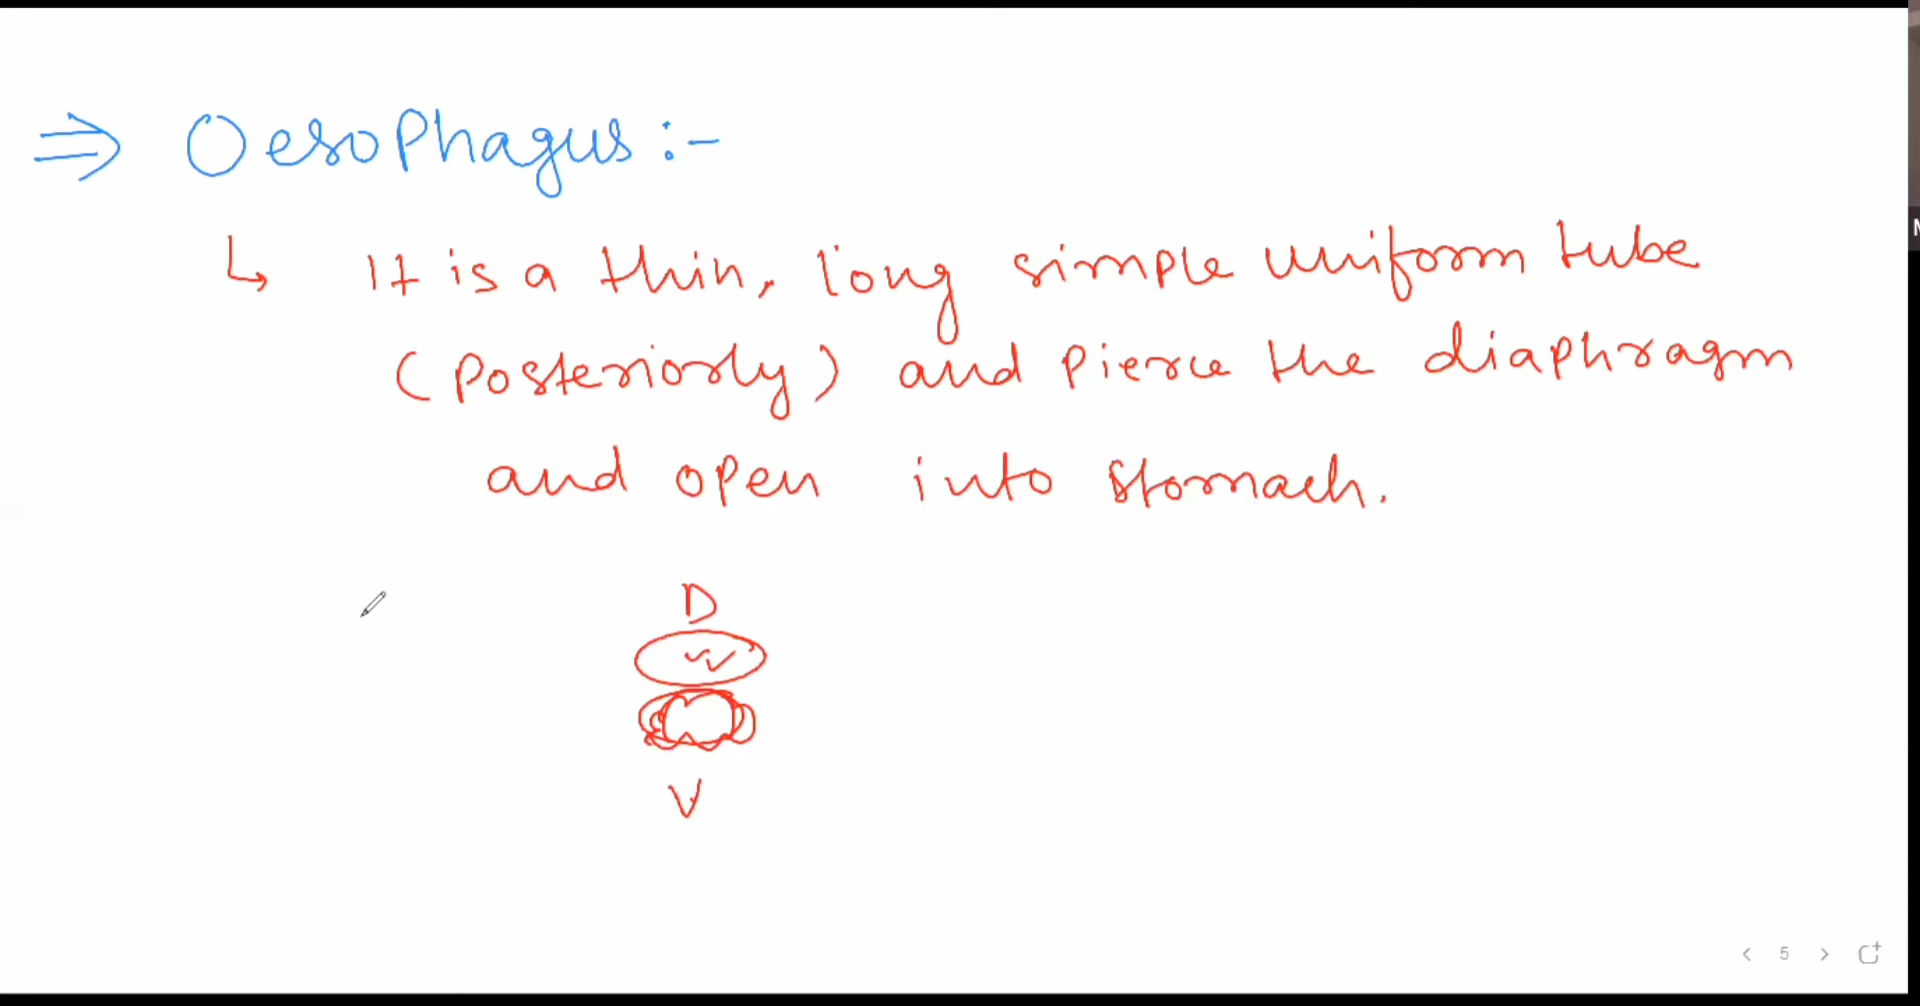 ⇒ Oesophagus :-
↳ It is a thin, long simple uniform tube
(Posteriorly) and pierce the diaphragm
and open into stomach.
D
V
< 5 >